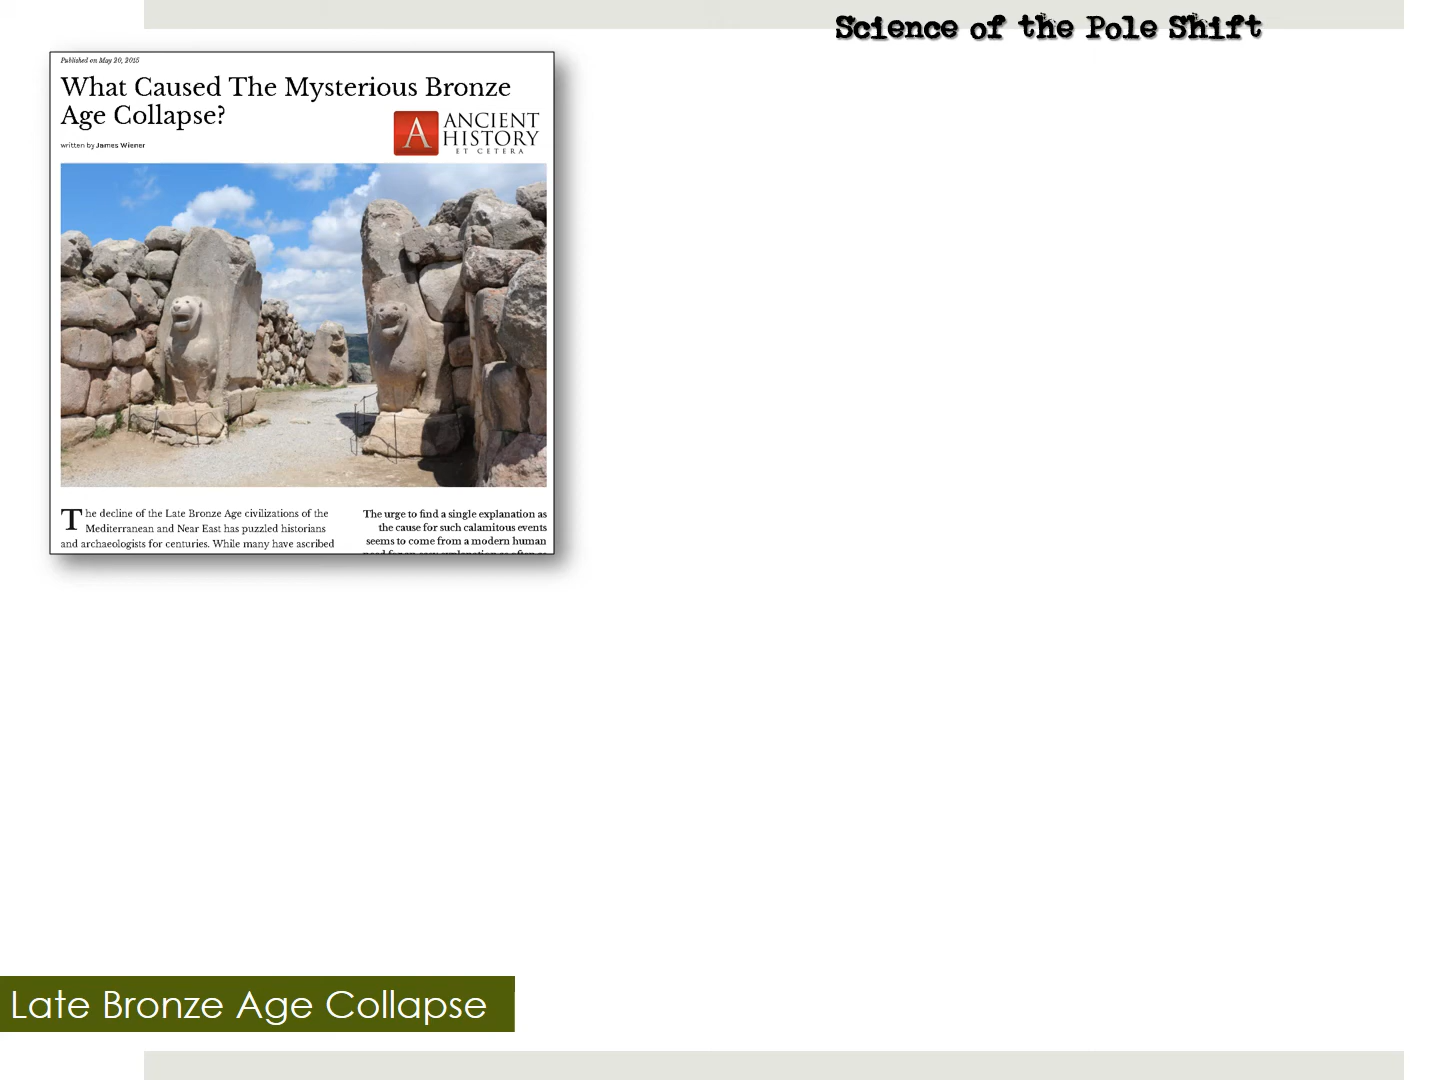 Science of the Pole Shift
Published on May 20, 2015
What Caused The Mysterious Bronze
Age Collapse?
A ANCIENT
HISTORY
ET CETERA
written by James Wiener
The decline of the Late Bronze Age civilizations of the
Mediterranean and Near East has puzzled historians
and archaeologists for centuries. While many have ascribed
The urge to find a single explanation as
the cause for such calamitous events
seems to come from a modern human
Late Bronze Age Collapse